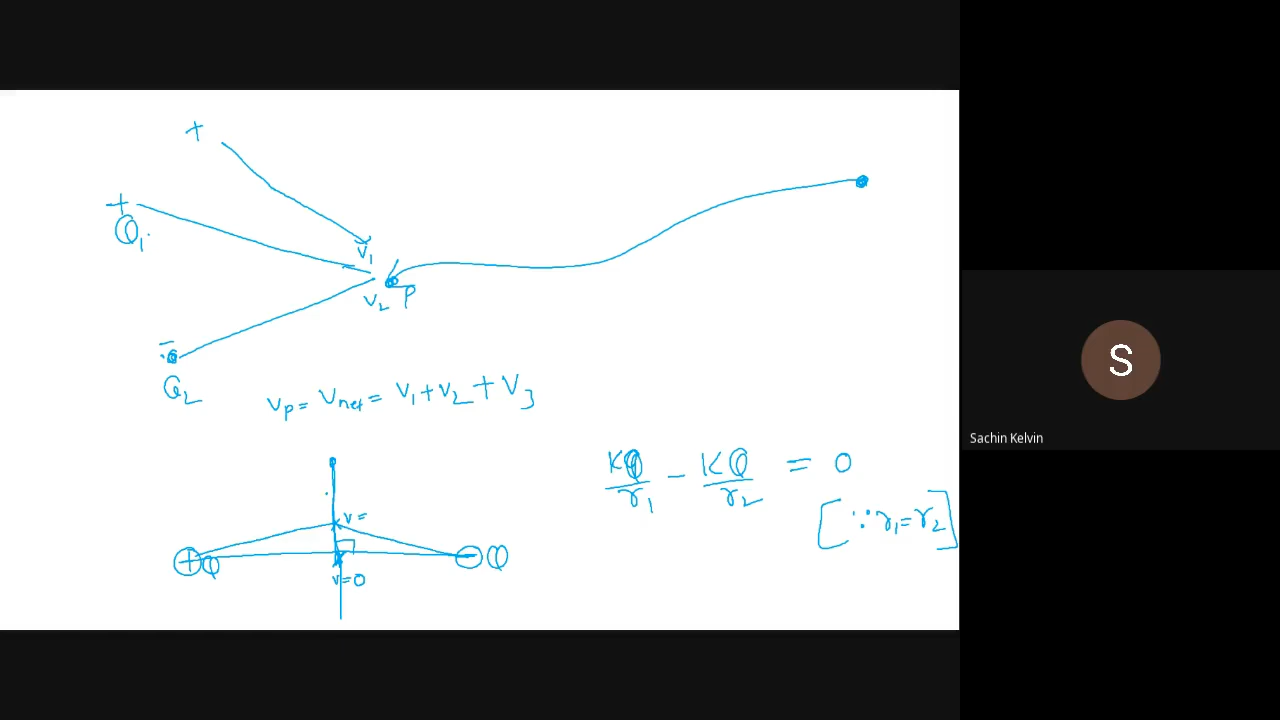 +
+
Q₁
V₁
V₂ P
-
Q₂
Vp = Vnet = V₁ + V₂ + V₃
KQ/r₁ - KQ/r₂ = 0
[∵ r₁ = r₂]
V=
+ Q
- Q
V=0
S
Sachin Kelvin